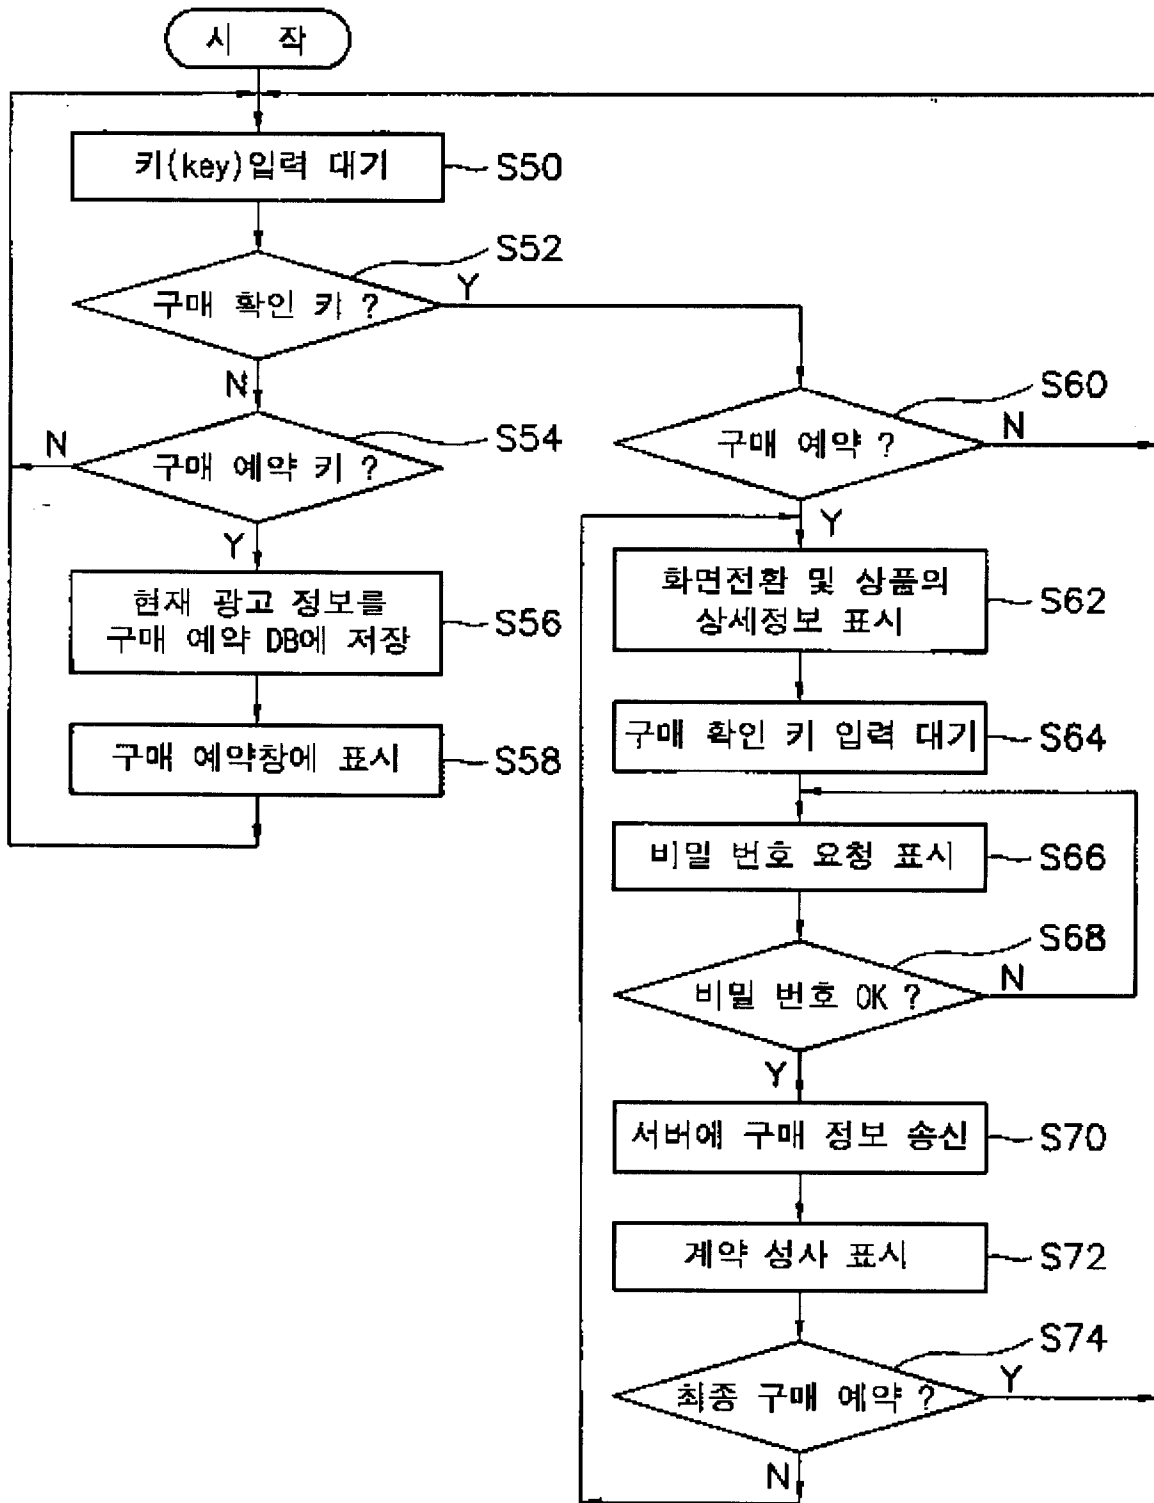 시 작
키(key)입력 대기
S50
S52
구매 확인 키 ?
Y
N
S54
구매 예약 키 ?
N
Y
현재 광고 정보를
구매 예약 DB에 저장
S56
구매 예약창에 표시
S58
S60
구매 예약 ?
N
Y
화면전환 및 상품의
상세정보 표시
S62
구매 확인 키 입력 대기
S64
비밀 번호 요청 표시
S66
S68
비밀 번호 OK ?
N
Y
서버에 구매 정보 송신
S70
계약 성사 표시
S72
S74
최종 구매 예약 ?
Y
N